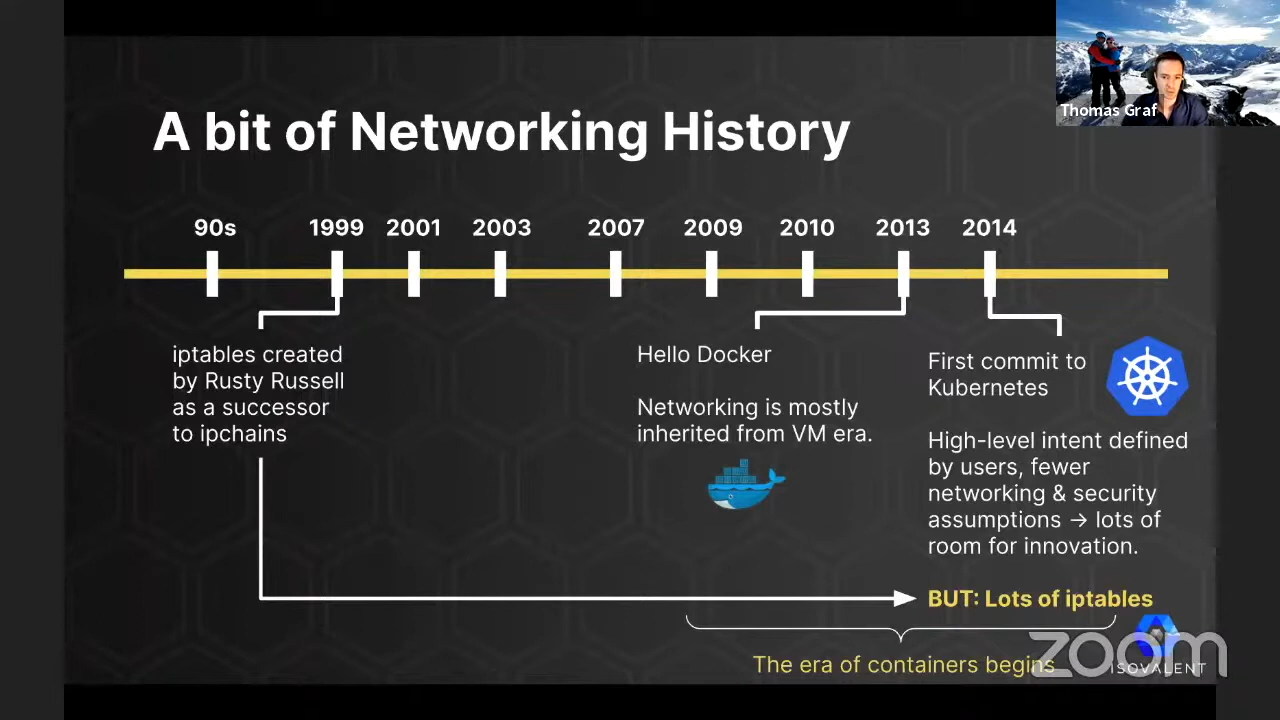 Thomas Graf
A bit of Networking History
90s 1999 2001 2003 2007 2009 2010 2013 2014
iptables created
by Rusty Russell
as a successor
to ipchains
Hello Docker
Networking is mostly
inherited from VM era.
First commit to
Kubernetes
High-level intent defined
by users, fewer
networking & security
assumptions → lots of
room for innovation.
BUT: Lots of iptables
The era of containers begins
zoom
ISOVALENT